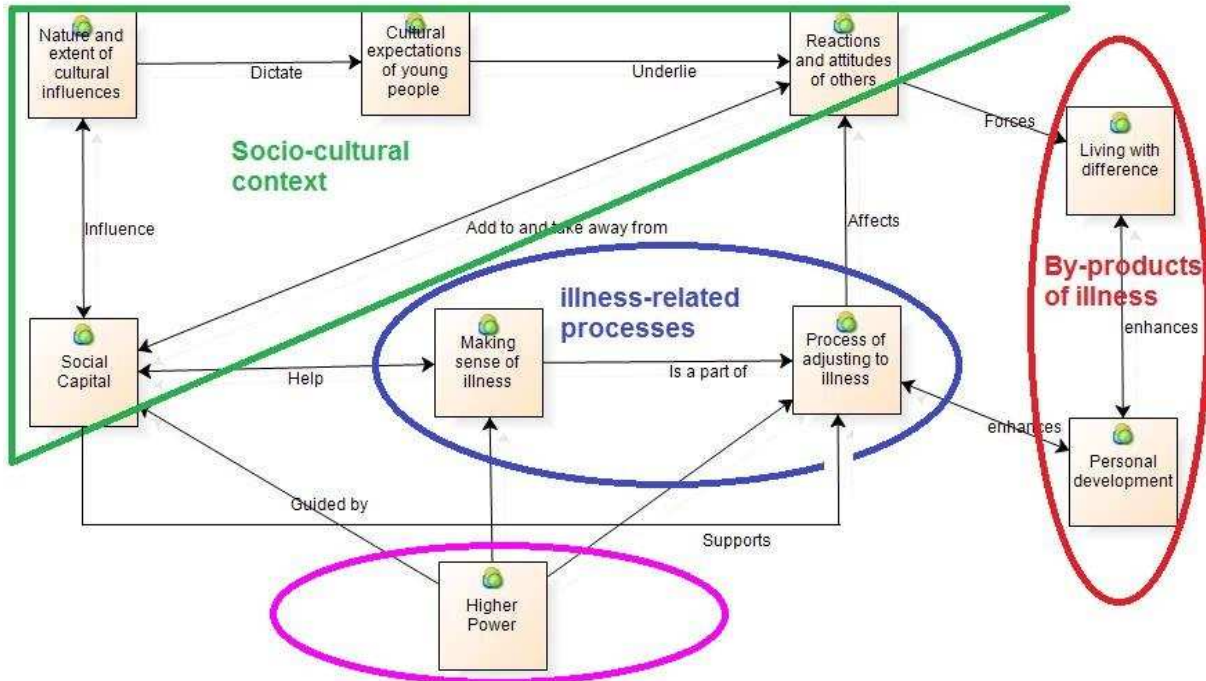 Nature and
extent of
cultural
influences
Dictate
Cultural
expectations
of young
people
Underlie
Reactions
and attitudes
of others
Forces
Living with
difference
Socio-cultural
context
Influence
Add to and take away from
Affects
By-products
of illness
enhances
illness-related
processes
Social
Capital
Help
Making
sense of
illness
Is a part of
Process of
adjusting to
illness
enhances
Personal
development
Guided by
Supports
Higher
Power